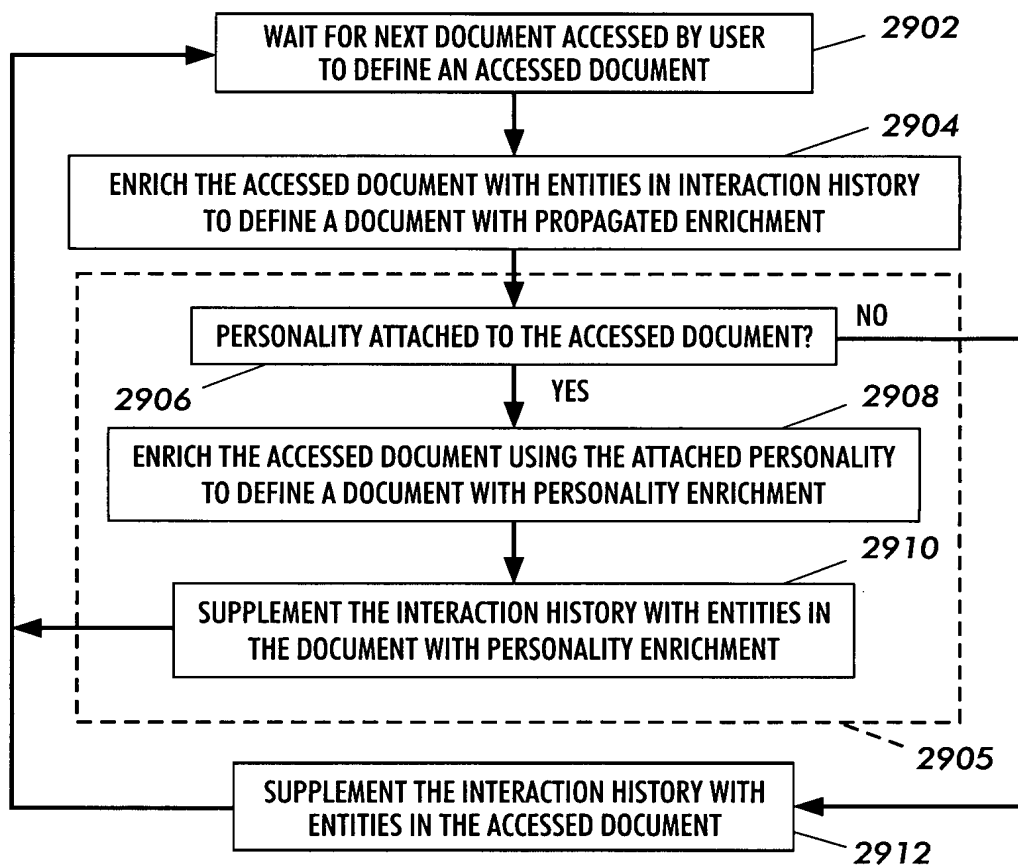 WAIT FOR NEXT DOCUMENT ACCESSED BY USER
TO DEFINE AN ACCESSED DOCUMENT
2902
2904
ENRICH THE ACCESSED DOCUMENT WITH ENTITIES IN INTERACTION HISTORY
TO DEFINE A DOCUMENT WITH PROPAGATED ENRICHMENT
PERSONALITY ATTACHED TO THE ACCESSED DOCUMENT?
NO
2906
YES
2908
ENRICH THE ACCESSED DOCUMENT USING THE ATTACHED PERSONALITY
TO DEFINE A DOCUMENT WITH PERSONALITY ENRICHMENT
2910
SUPPLEMENT THE INTERACTION HISTORY WITH ENTITIES IN
THE DOCUMENT WITH PERSONALITY ENRICHMENT
2905
SUPPLEMENT THE INTERACTION HISTORY WITH
ENTITIES IN THE ACCESSED DOCUMENT
2912